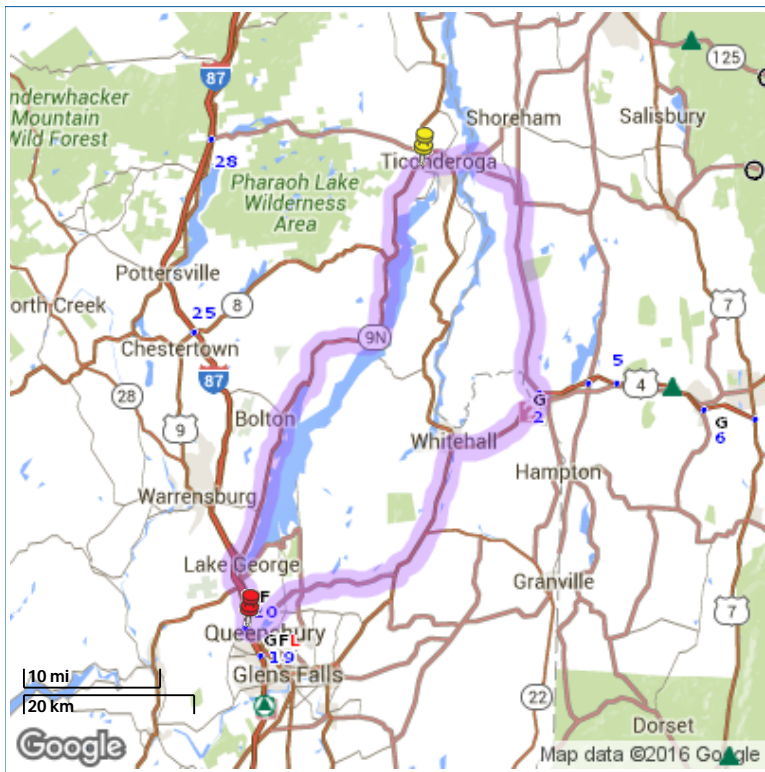 87
125
Shoreham
Salisbury
nderwhacker
Mountain
Wild Forest
28
Ticonderoga
Pharaoh Lake
Wilderness
Area
Pottersville
orth Creek
25
8
7
Chestertown
9N
87
28
5
4
G
2
G
6
9
Bolton
Whitehall
Hampton
Warrensburg
Lake George
Granville
F
20
7
Queensbury
GFL
19
Glens Falls
10 mi
20 km
22
Dorset
Google
Map data ©2016 Google